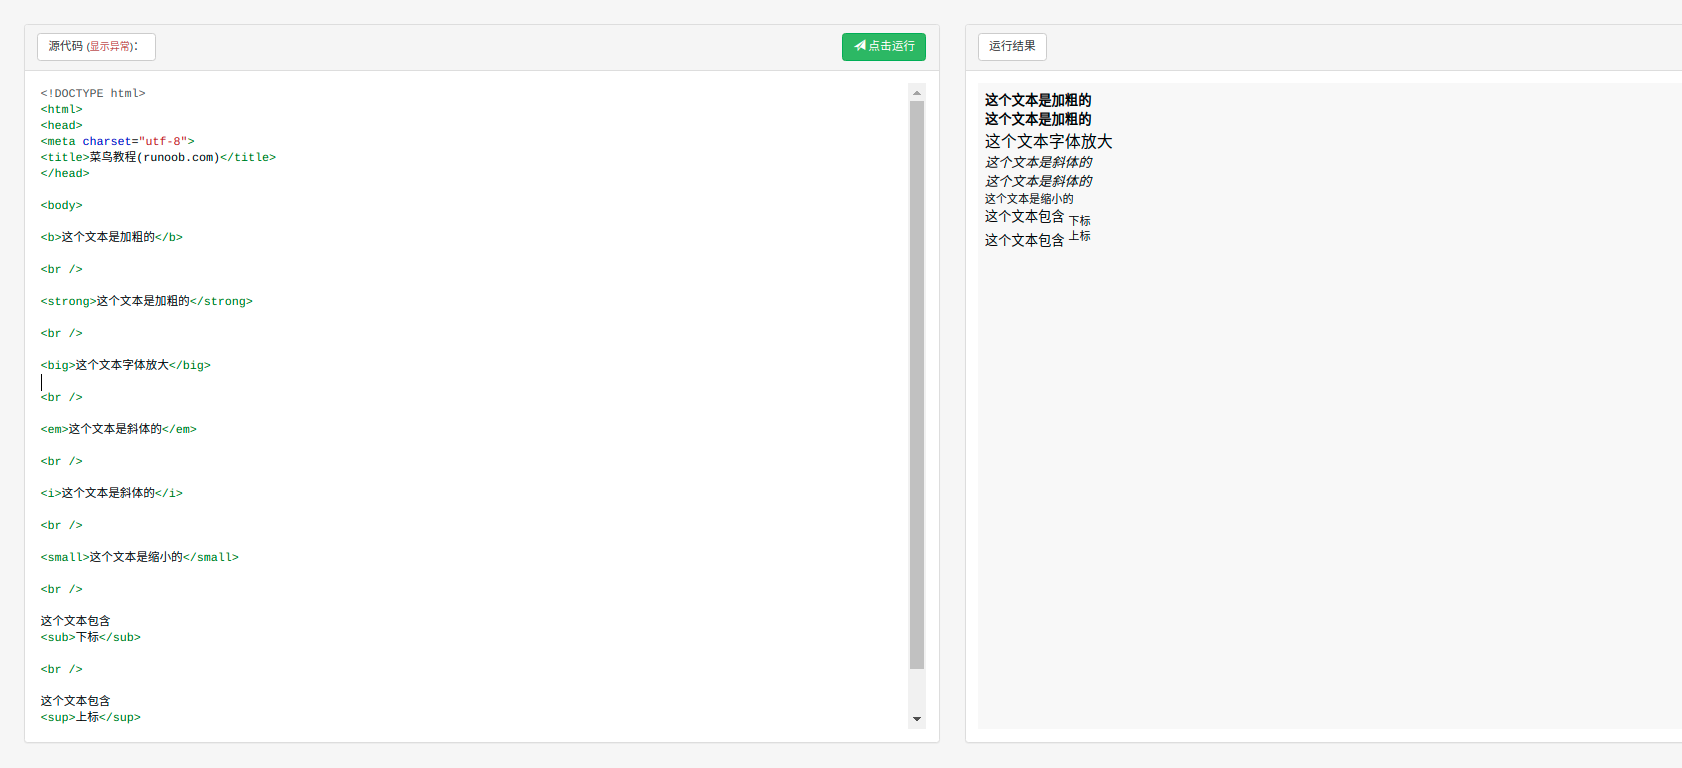 源代码 (显示异常)：
点击运行
<!DOCTYPE html>
<html>
<head>
<meta charset="utf-8">
<title>菜鸟教程(runoob.com)</title>
</head>
<body>
<b>这个文本是加粗的</b>
<br />
<strong>这个文本是加粗的</strong>
<br />
<big>这个文本字体放大</big>
<br />
<em>这个文本是斜体的</em>
<br />
<i>这个文本是斜体的</i>
<br />
<small>这个文本是缩小的</small>
<br />
这个文本包含
<sub>下标</sub>
<br />
这个文本包含
<sup>上标</sup>
运行结果
这个文本是加粗的
这个文本是加粗的
这个文本字体放大
这个文本是斜体的
这个文本是斜体的
这个文本是缩小的
这个文本包含 下标
这个文本包含 上标